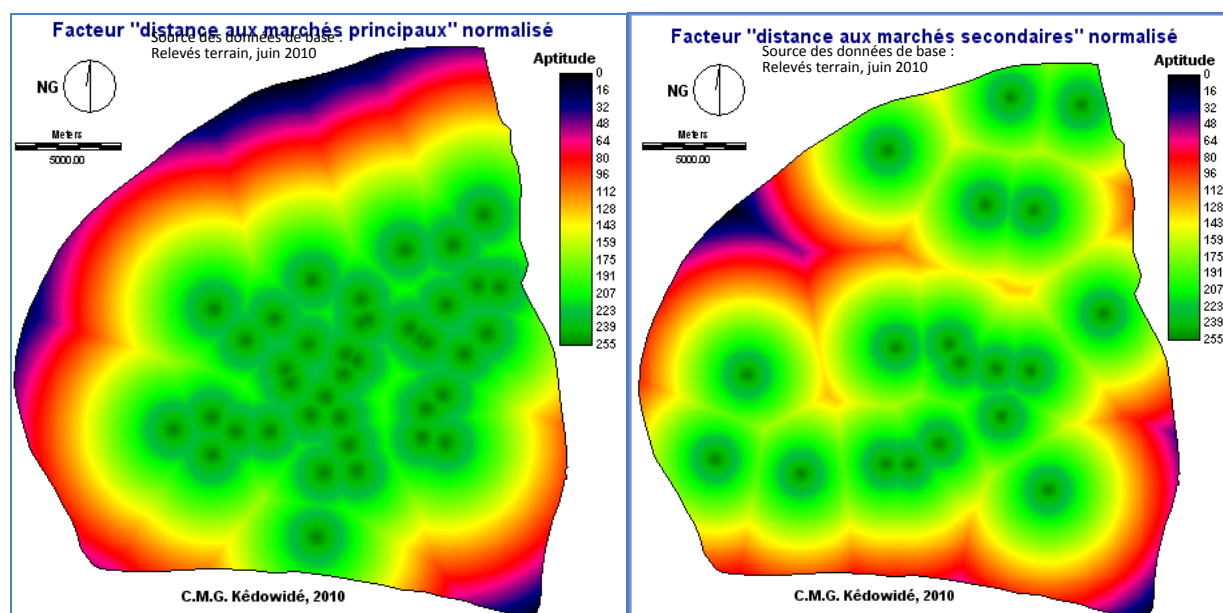 Facteur "distance aux marchés principaux" normalisé
Source des données de base :
Relevés terrain, juin 2010
Aptitude
NG
Meters
5000.00
0
16
32
48
64
80
96
112
128
143
159
175
191
207
223
239
255
C.M.G. Kêdowidé, 2010
Facteur "distance aux marchés secondaires" normalisé
Source des données de base :
Relevés terrain, juin 2010
Aptitude
NG
Meters
5000.00
0
16
32
48
64
80
96
112
128
143
159
175
191
207
223
239
255
C.M.G. Kêdowidé, 2010